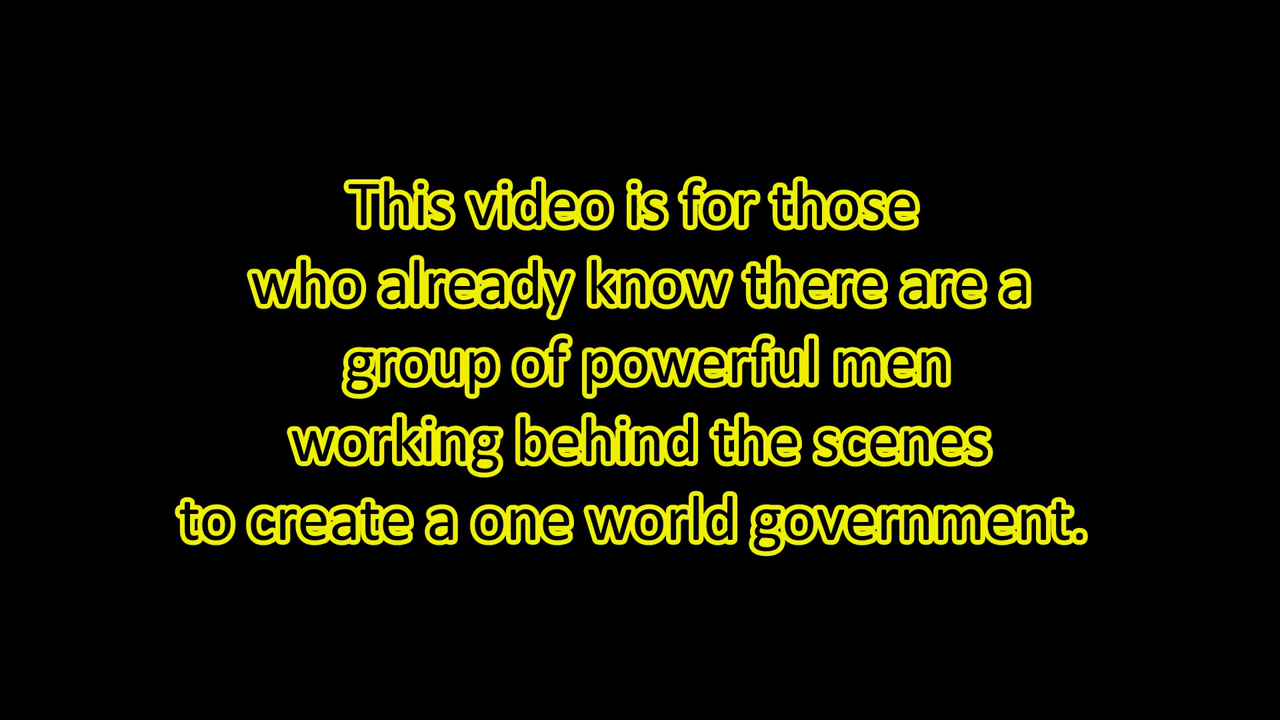 This video is for those
who already know there are a
group of powerful men
working behind the scenes
to create a one world government.